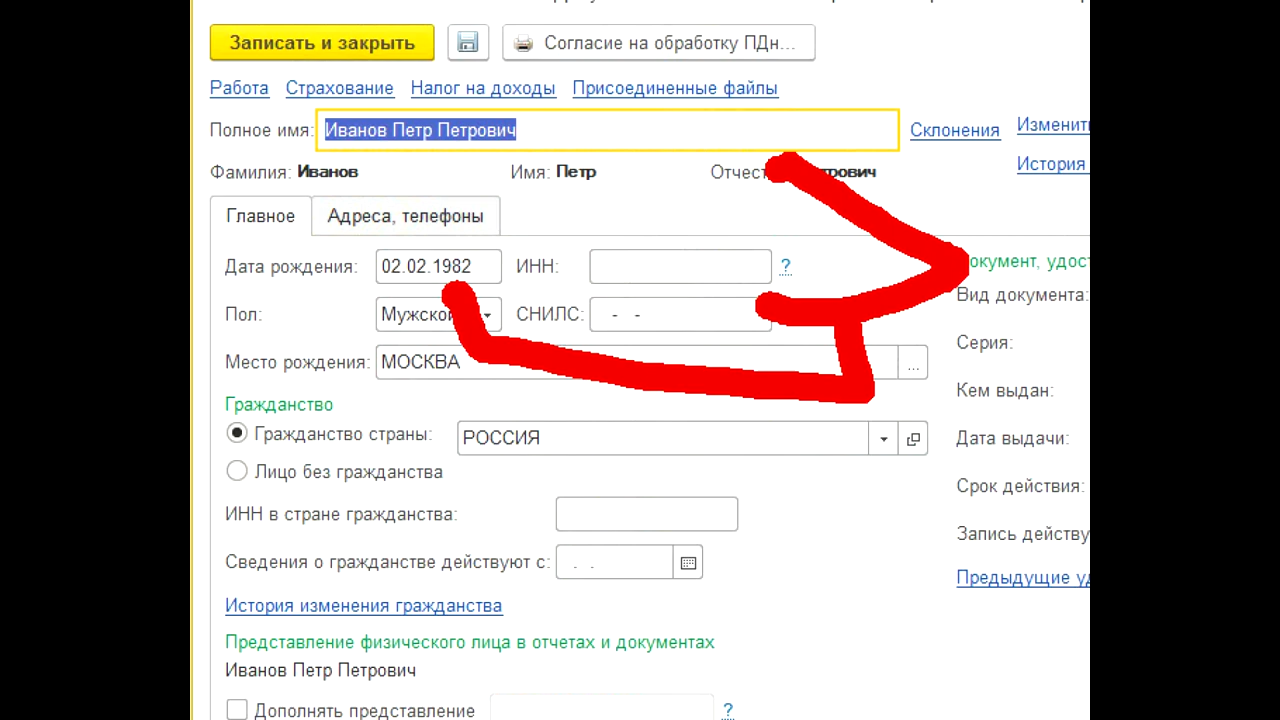 Записать и закрыть Согласие на обработку ПДн...
Работа Страхование Налог на доходы Присоединенные файлы
Полное имя: Иванов Петр Петрович Склонения
История
Фамилия: Иванов Имя: Петр
Главное Адреса, телефоны
Дата рождения: 02.02.1982 ИНН: ?
Вид документа:
Пол: СНИЛС: - -
Серия:
Место рождения: МОСКВА ...
Кем выдан:
Гражданство
Гражданство страны: РОССИЯ Дата выдачи:
Лицо без гражданства
Срок действия:
ИНН в стране гражданства:
Запись
Сведения о гражданстве действуют с: . .
Предыдущие
История изменения гражданства
Представление физического лица в отчетах и документах
Иванов Петр Петрович
Дополнять представление ?